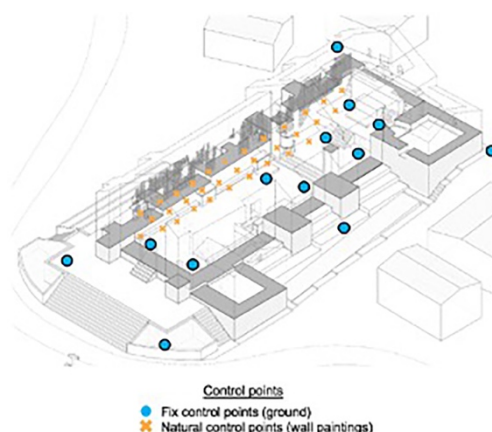 Control points
Fix control points (ground)
Natural control points (wall paintings)